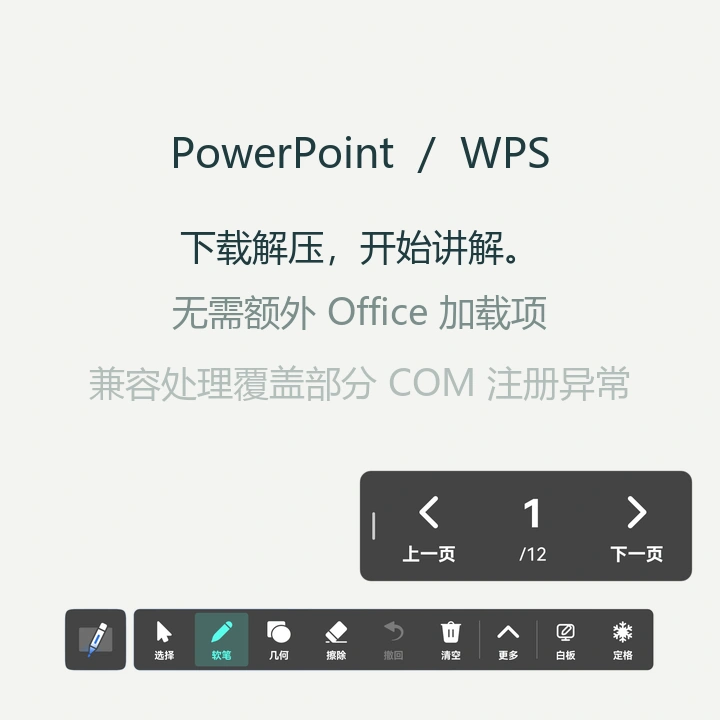 PowerPoint / WPS
下载解压，开始讲解。
无需额外 Office 加载项
兼容处理覆盖部分 COM 注册异常
1
上一页 /12 下一页
选择 软笔 几何 擦除 撤回 清空 更多 白板 定格